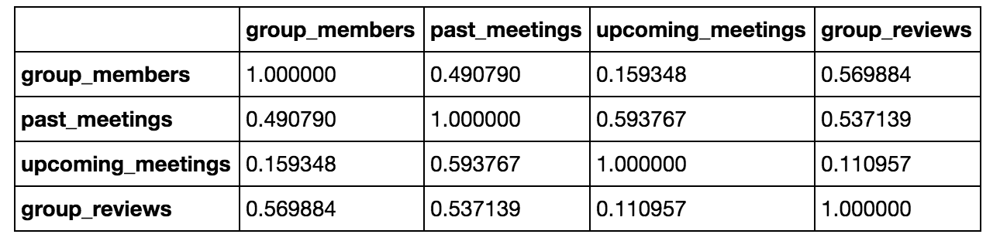 group_members past_meetings upcoming_meetings group_reviews
group_members 1.000000 0.490790 0.159348 0.569884
past_meetings 0.490790 1.000000 0.593767 0.537139
upcoming_meetings 0.159348 0.593767 1.000000 0.110957
group_reviews 0.569884 0.537139 0.110957 1.000000